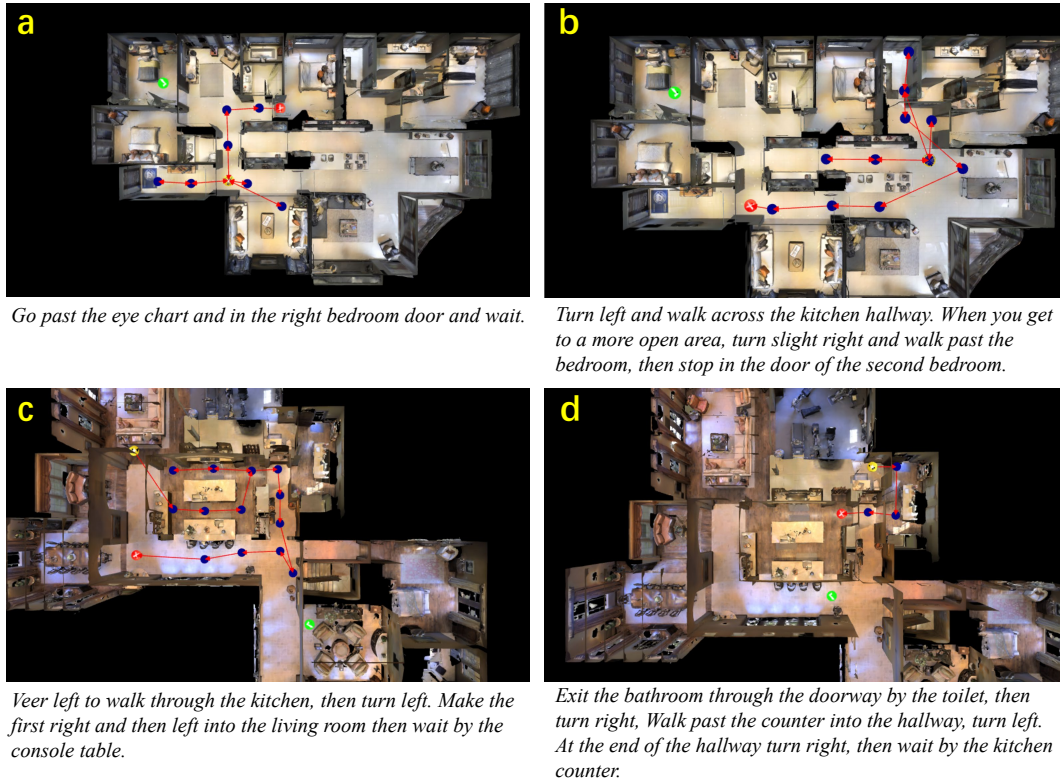 a
b
Go past the eye chart and in the right bedroom door and wait.
Turn left and walk across the kitchen hallway. When you get
to a more open area, turn slight right and walk past the
bedroom, then stop in the door of the second bedroom.
c
d
Veer left to walk through the kitchen, then turn left. Make the
first right and then left into the living room then wait by the
console table.
Exit the bathroom through the doorway by the toilet, then
turn right, Walk past the counter into the hallway, turn left.
At the end of the hallway turn right, then wait by the kitchen
counter.